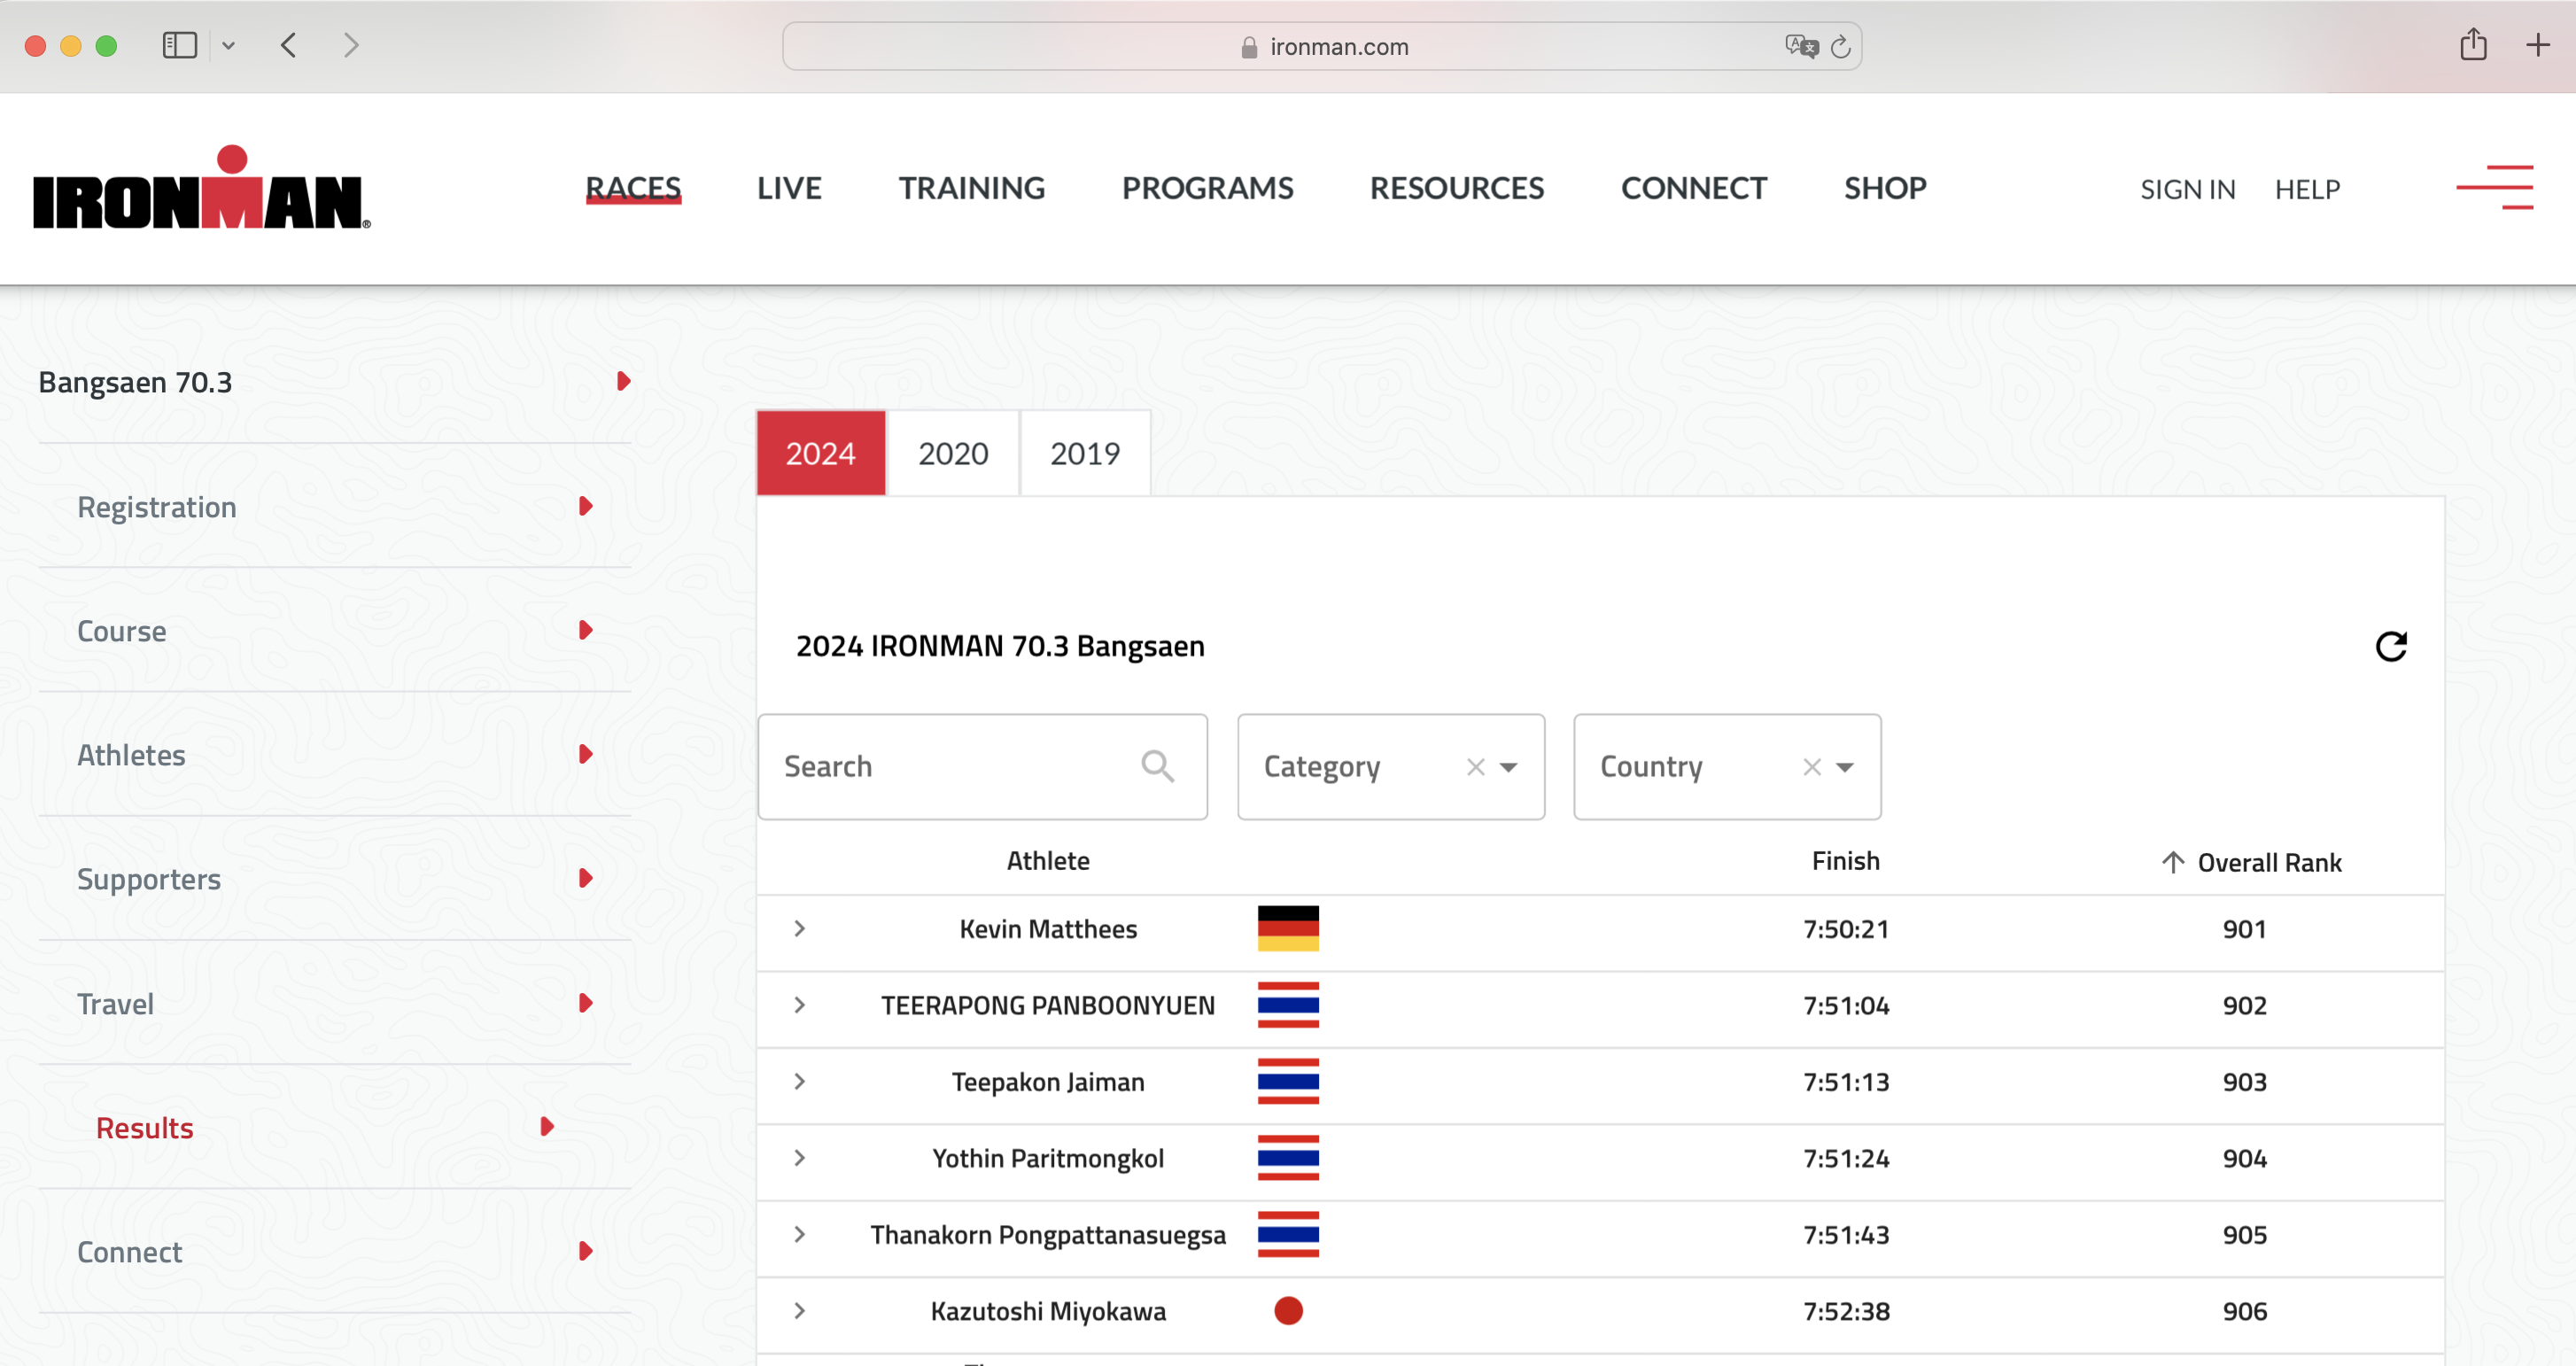 ironman.com
IRONMAN®
RACES LIVE TRAINING PROGRAMS RESOURCES CONNECT SHOP SIGN IN HELP
Bangsaen 70.3
Registration
Course
Athletes
Supporters
Travel
Results
Connect
2024 2020 2019
2024 IRONMAN 70.3 Bangsaen
Search Category Country
Athlete Finish Overall Rank
Kevin Matthees 7:50:21 901
TEERAPONG PANBOONYUEN 7:51:04 902
Teepakon Jaiman 7:51:13 903
Yothin Paritmongkol 7:51:24 904
Thanakorn Pongpattanasuegsa 7:51:43 905
Kazutoshi Miyokawa 7:52:38 906